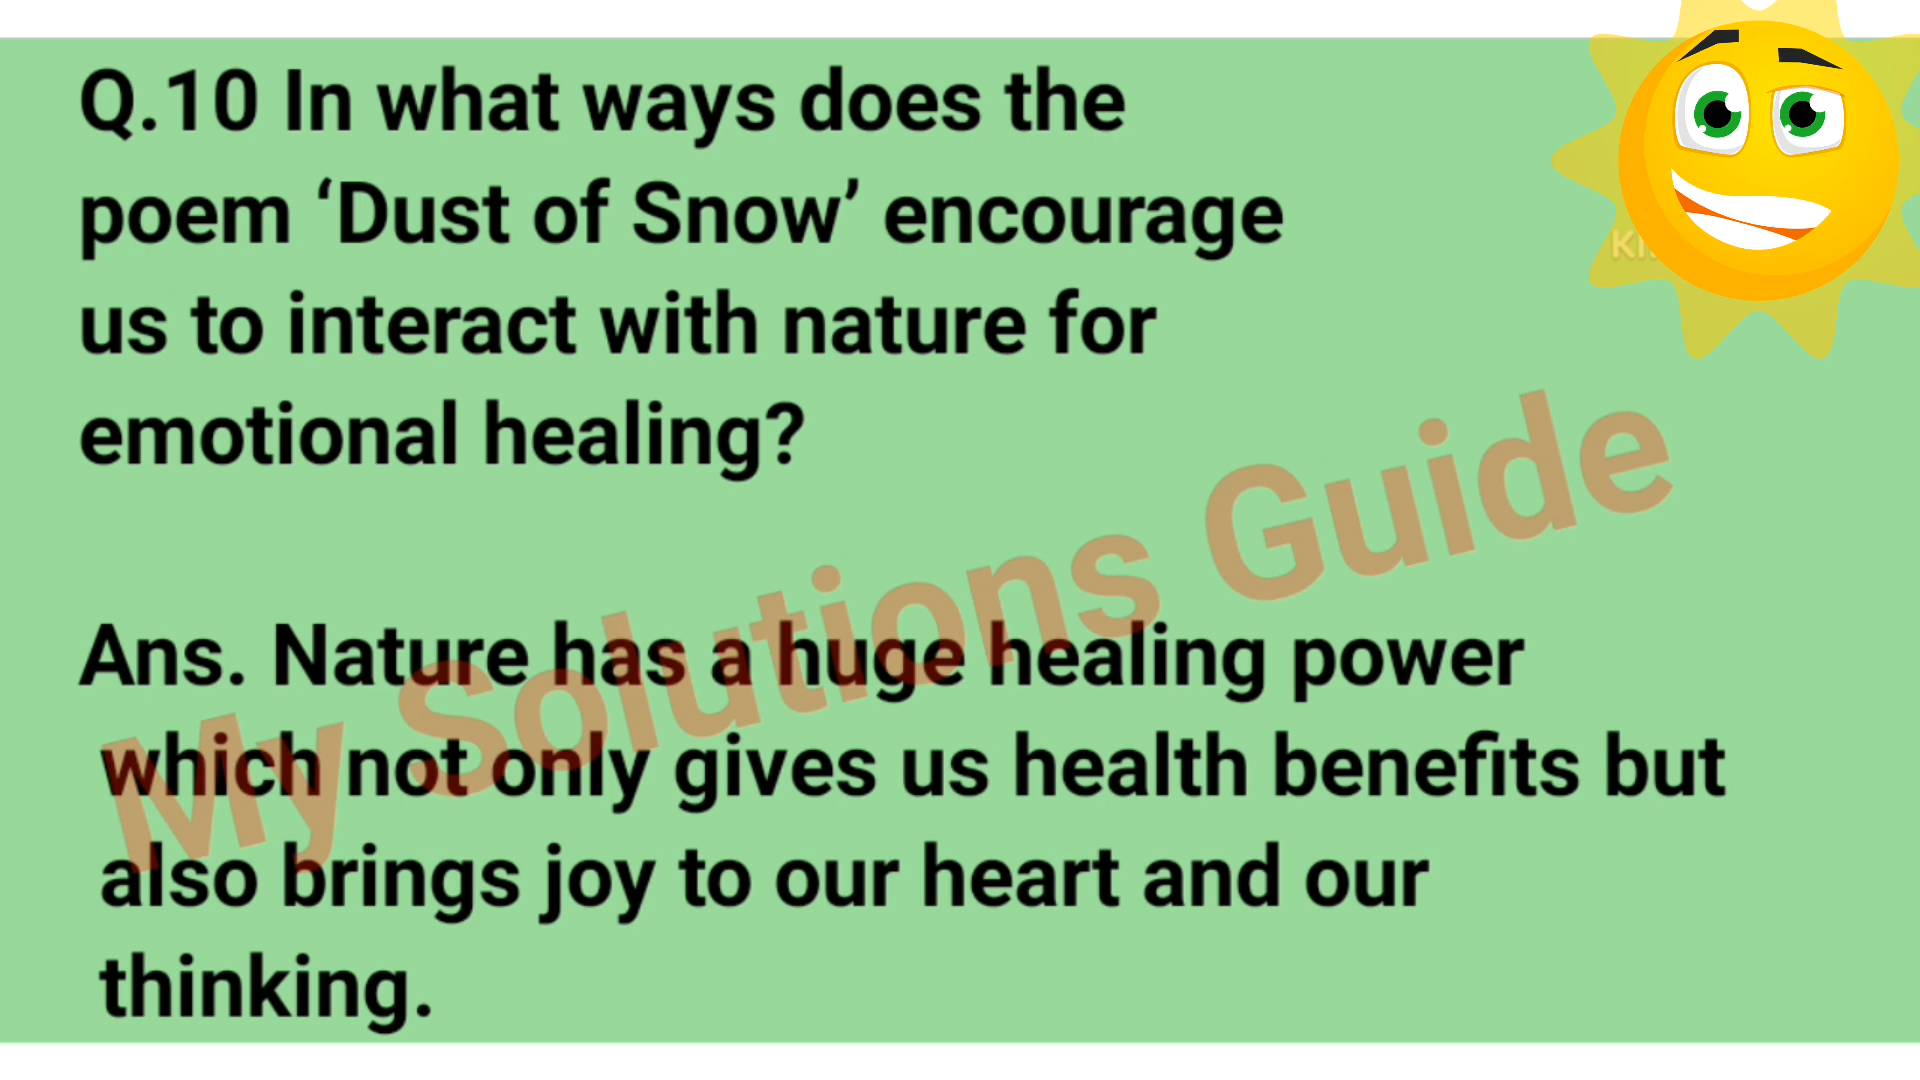 Q.10 In what ways does the
poem ‘Dust of Snow’ encourage
us to interact with nature for
emotional healing?
Ans. Nature has a huge healing power
which not only gives us health benefits but
also brings joy to our heart and our
thinking.
My Solutions Guide